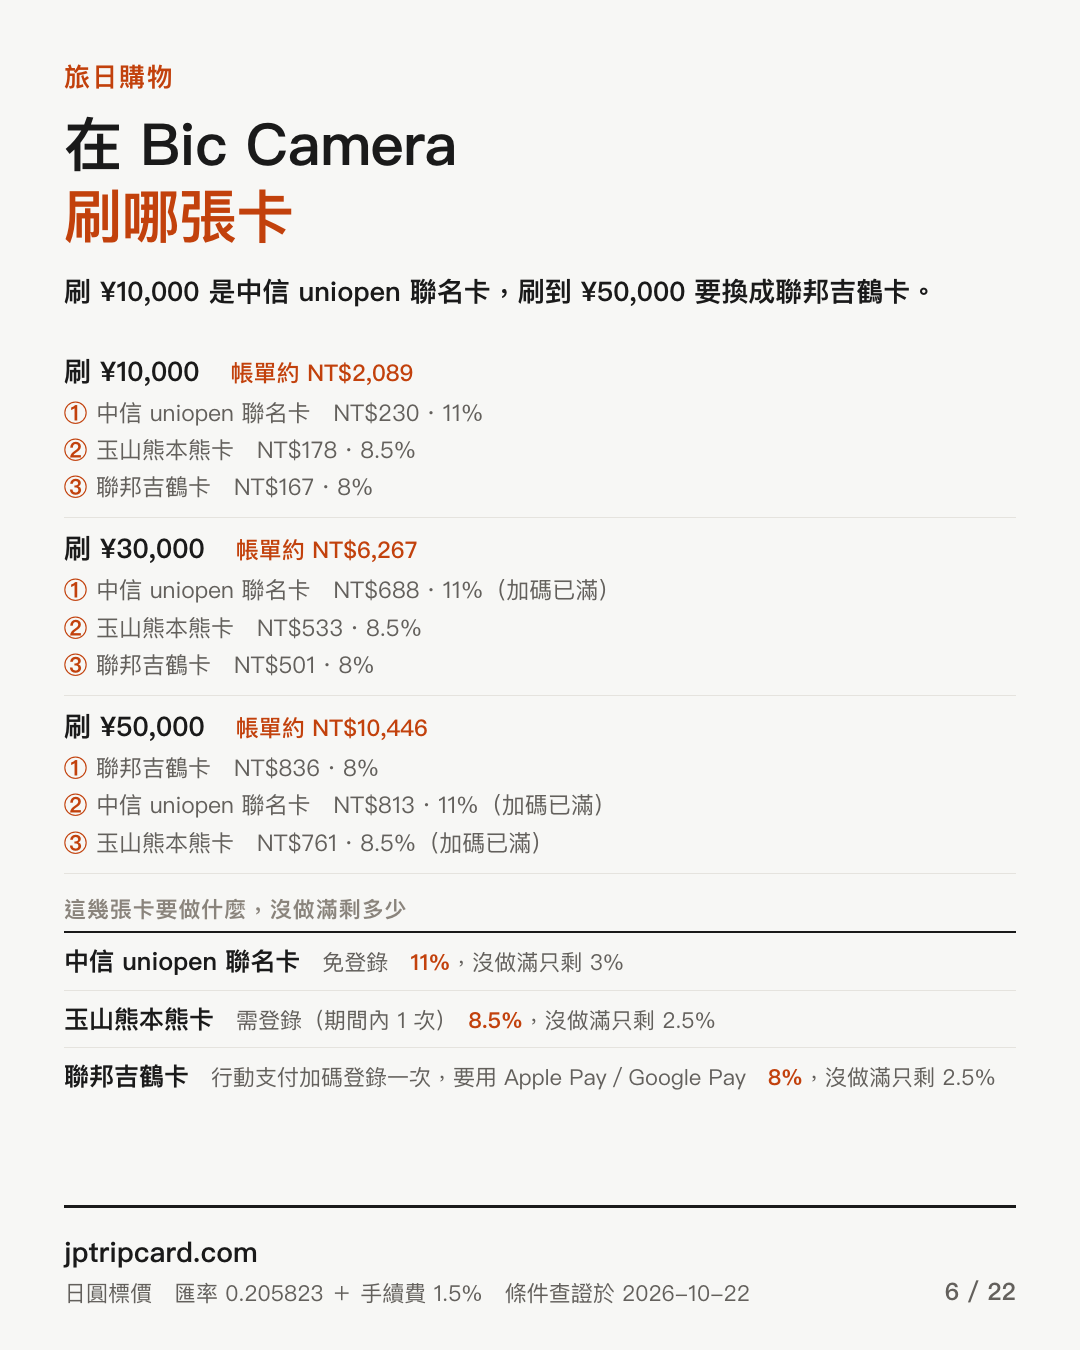 旅日購物
在 Bic Camera
刷哪張卡
刷 ¥10,000 是中信 uniopen 聯名卡，刷到 ¥50,000 要換成聯邦吉鶴卡。
刷 ¥10,000 帳單約 NT$2,089
① 中信 uniopen 聯名卡 NT$230 · 11%
② 玉山熊本熊卡 NT$178 · 8.5%
③ 聯邦吉鶴卡 NT$167 · 8%
刷 ¥30,000 帳單約 NT$6,267
① 中信 uniopen 聯名卡 NT$688 · 11%（加碼已滿）
② 玉山熊本熊卡 NT$533 · 8.5%
③ 聯邦吉鶴卡 NT$501 · 8%
刷 ¥50,000 帳單約 NT$10,446
① 聯邦吉鶴卡 NT$836 · 8%
② 中信 uniopen 聯名卡 NT$813 · 11%（加碼已滿）
③ 玉山熊本熊卡 NT$761 · 8.5%（加碼已滿）
這幾張卡要做什麼，沒做滿剩多少
中信 uniopen 聯名卡 免登錄 11%，沒做滿只剩 3%
玉山熊本熊卡 需登錄（期間內 1 次） 8.5%，沒做滿只剩 2.5%
聯邦吉鶴卡 行動支付加碼登錄一次，要用 Apple Pay / Google Pay 8%，沒做滿只剩 2.5%
jptripcard.com
日圓標價 匯率 0.205823 ＋ 手續費 1.5% 條件查證於 2026-10-22
6 / 22